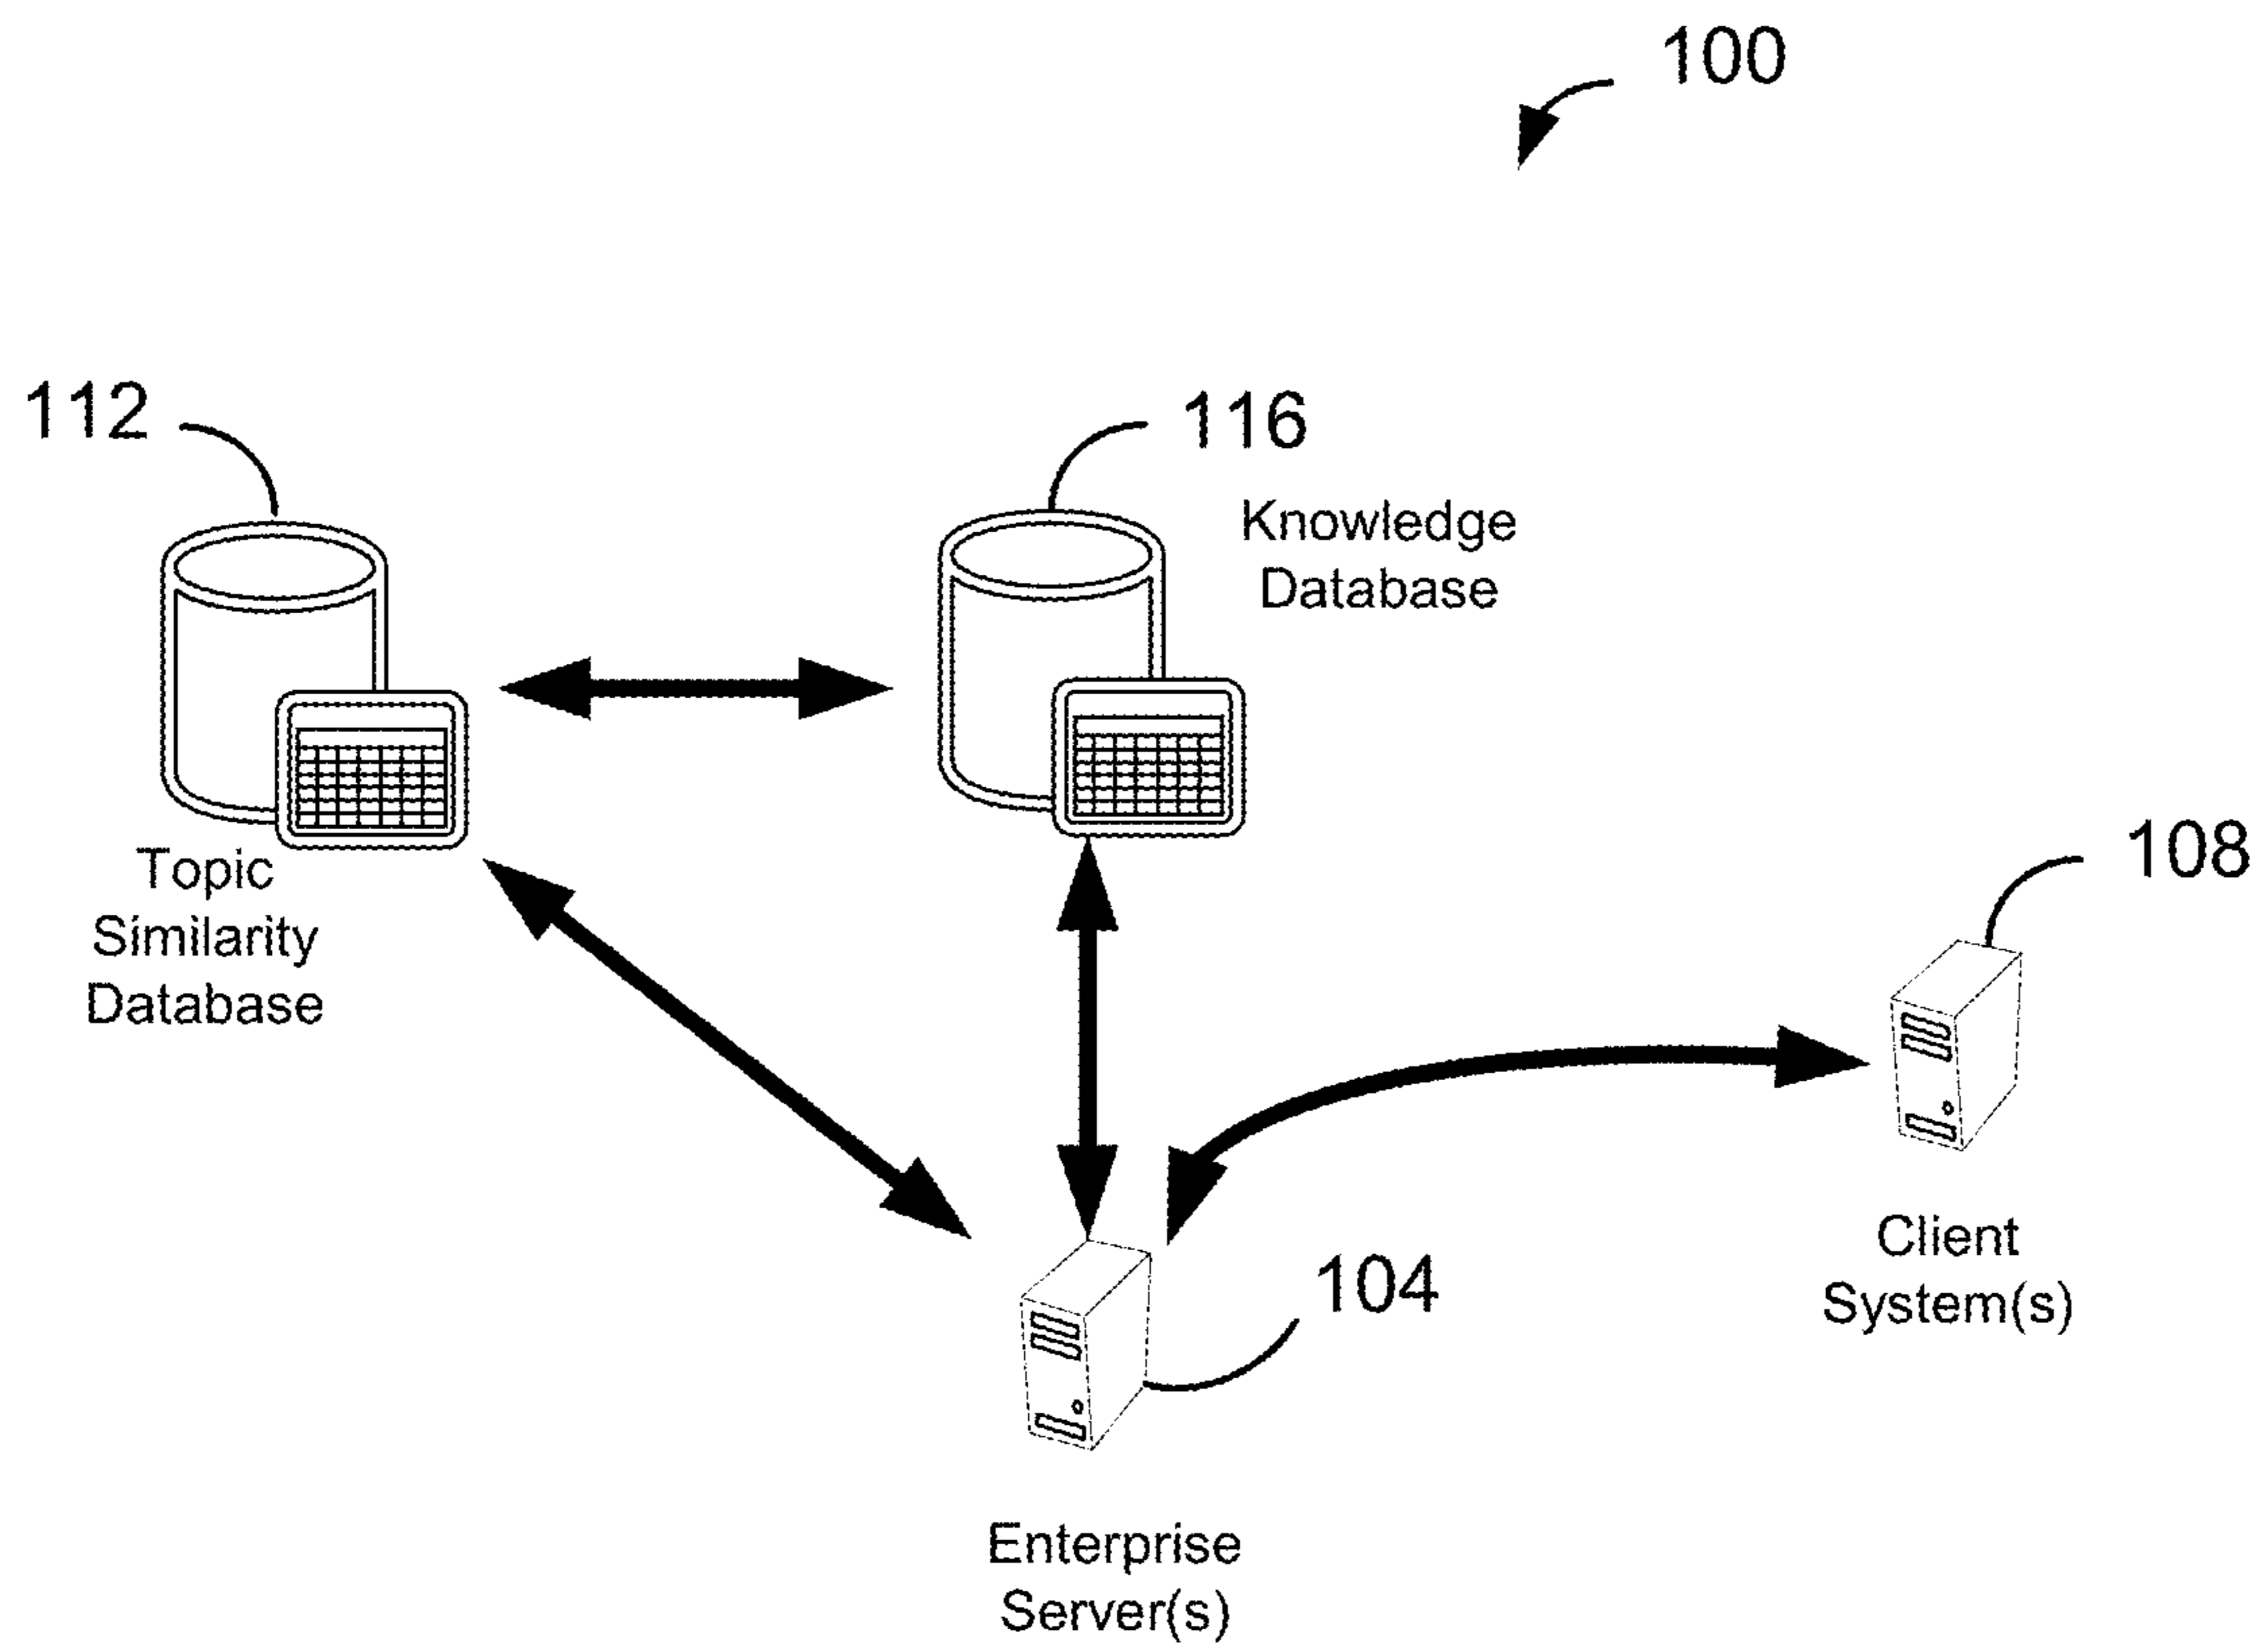 100
112
116
Knowledge
Database
Topic
Similarity
Database
108
Client
System(s)
104
Enterprise
Server(s)